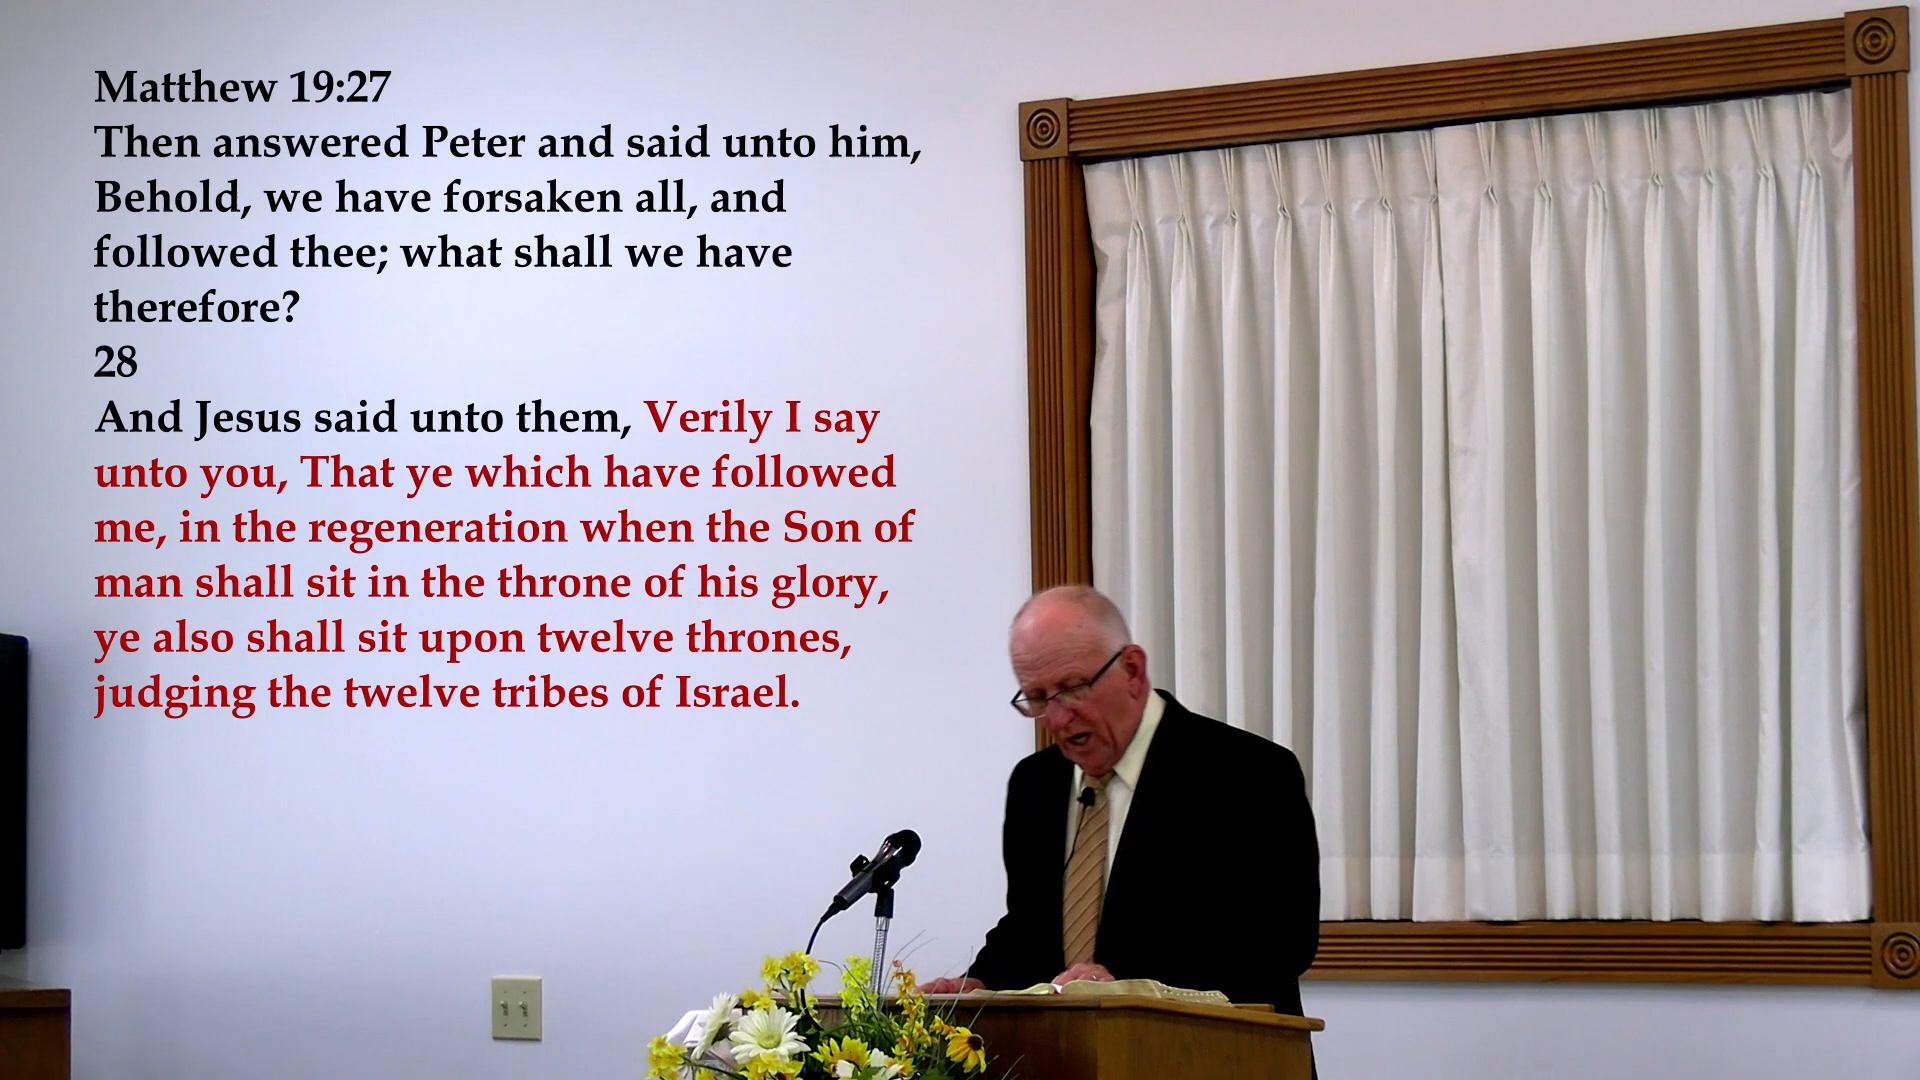 Matthew 19:27
Then answered Peter and said unto him,
Behold, we have forsaken all, and
followed thee; what shall we have
therefore?
28
And Jesus said unto them, Verily I say
unto you, That ye which have followed
me, in the regeneration when the Son of
man shall sit in the throne of his glory,
ye also shall sit upon twelve thrones,
judging the twelve tribes of Israel.